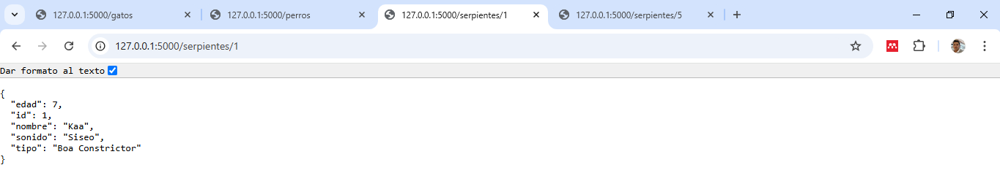 127.0.0.1:5000/gatos
127.0.0.1:5000/perros
127.0.0.1:5000/serpientes/1
127.0.0.1:5000/serpientes/5
127.0.0.1:5000/serpientes/1
Dar formato al texto
{
  "edad": 7,
  "id": 1,
  "nombre": "Kaa",
  "sonido": "Siseo",
  "tipo": "Boa Constrictor"
}